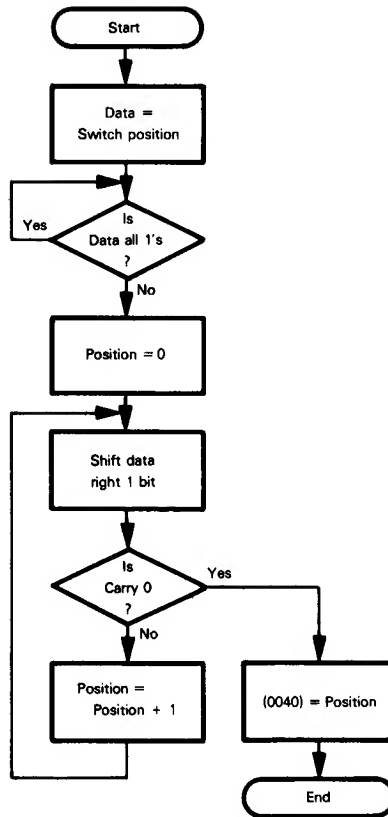 Start
Data =
Switch position
Yes
Is
Data all 1's
?
No
Position = 0
Shift data
right 1 bit
Is
Carry 0
?
Yes
No
Position =
Position + 1
(0040) = Position
End